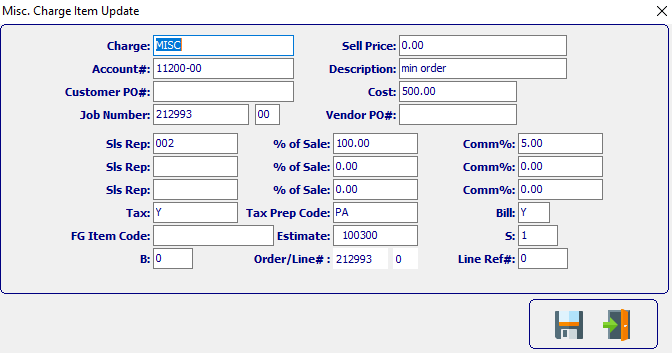 Misc. Charge Item Update
Charge: MISC Sell Price: 0.00
Account#: 11200-00 Description: min order
Customer PO#: Cost: 500.00
Job Number: 212993 00 Vendor PO#:
Sls Rep: 002 % of Sale: 100.00 Comm%: 5.00
Sls Rep: % of Sale: 0.00 Comm%: 0.00
Sls Rep: % of Sale: 0.00 Comm%: 0.00
Tax: Y Tax Prep Code: PA Bill: Y
FG Item Code: Estimate: 100300 S: 1
B: 0 Order/Line# : 212993 0 Line Ref#: 0